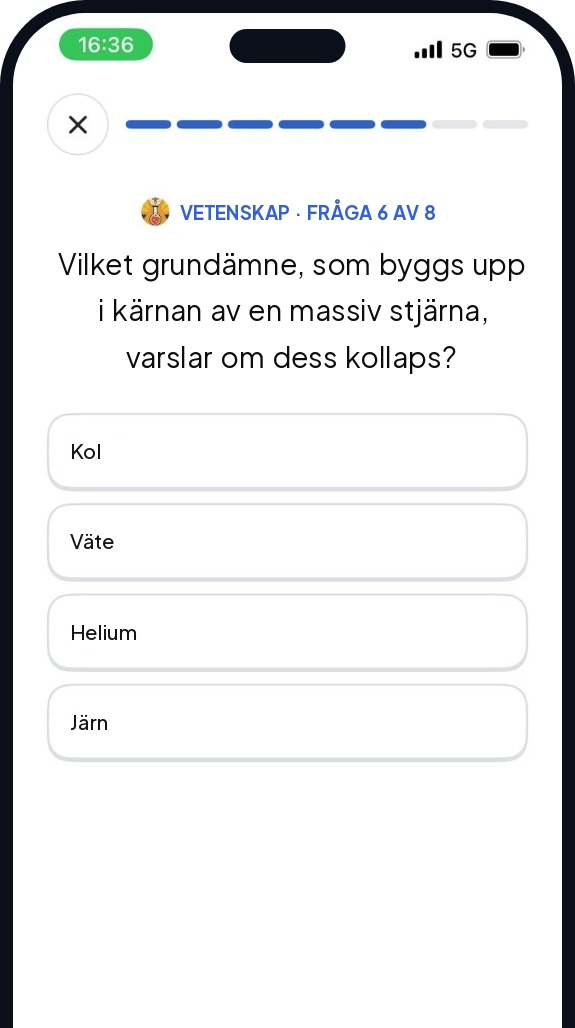 16:36
5G
VETENSKAP · FRÅGA 6 AV 8
Vilket grundämne, som byggs upp
i kärnan av en massiv stjärna,
varslar om dess kollaps?
Kol
Väte
Helium
Järn